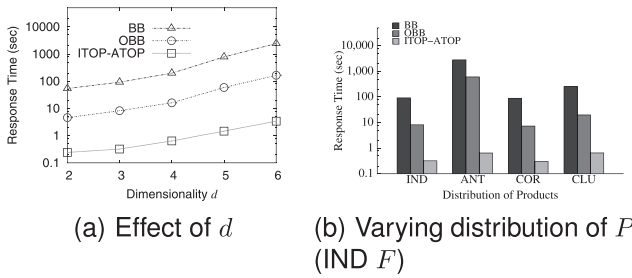 10000
1000
100
10
1
0.1
Response Time (sec)
BB
OBB
ITOP-ATOP
2 3 4 5 6
Dimensionality d
(a) Effect of d
BB
OBB
ITOP–ATOP
10,000
1,000
100
10
1
0.1
Response Time (sec)
IND ANT COR CLU
Distribution of Products
(b) Varying distribution of P
(IND F)